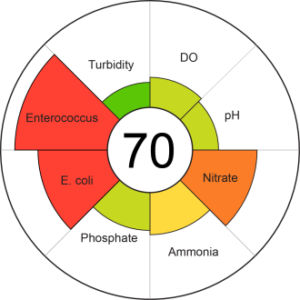 DO
Turbidity
pH
Enterococcus
70
E. coli
Nitrate
Phosphate
Ammonia